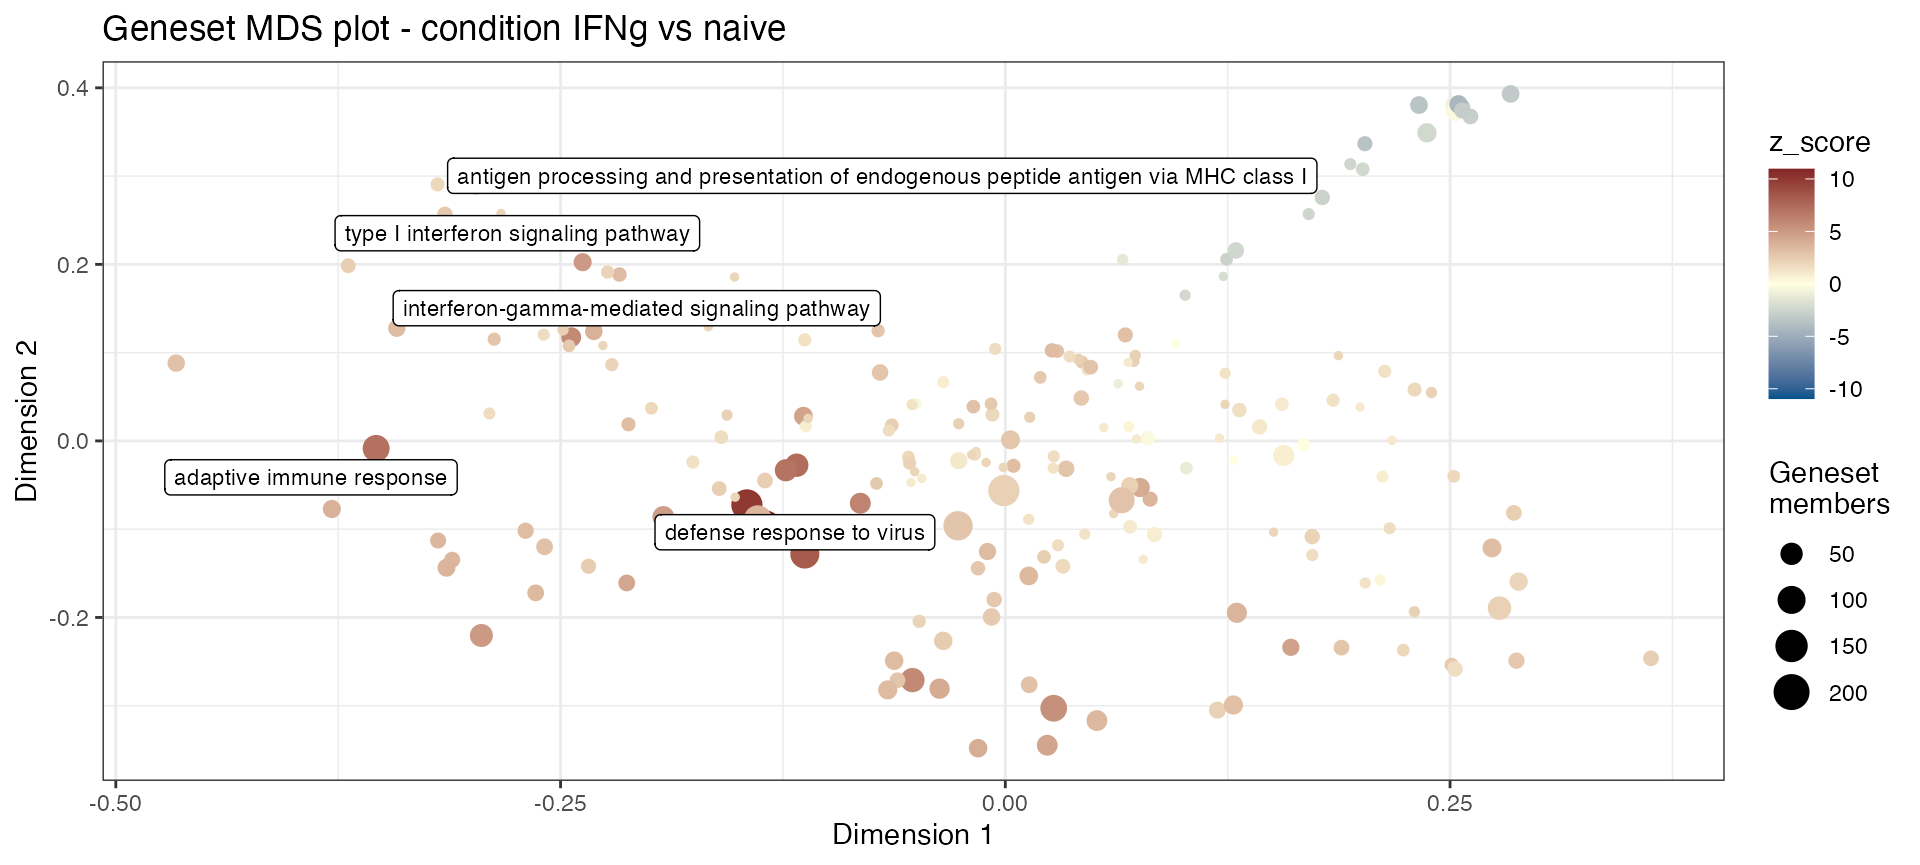 Geneset MDS plot - condition IFNg vs naive
0.4
0.2
0.0
-0.2
Dimension 2
antigen processing and presentation of endogenous peptide antigen via MHC class I
type I interferon signaling pathway
interferon-gamma-mediated signaling pathway
adaptive immune response
defense response to virus
-0.50
-0.25
0.00
0.25
Dimension 1
z_score
10
5
0
-5
-10
Geneset
members
50
100
150
200